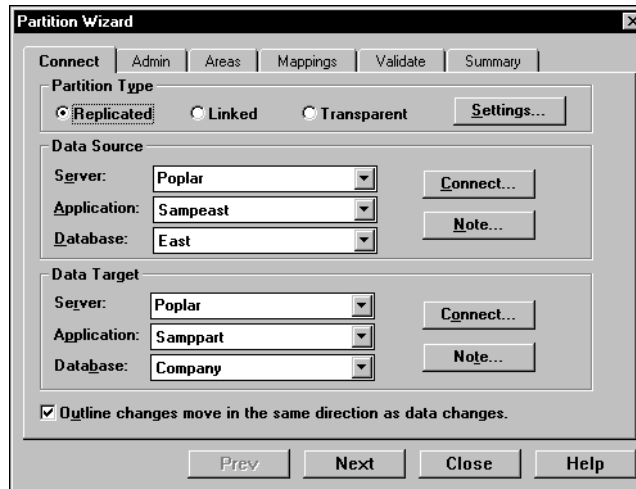 Partition Wizard
Connect Admin Areas Mappings Validate Summary
Partition Type
Replicated Linked Transparent Settings...
Data Source
Server: Poplar Connect...
Application: Sampeast
Note...
Database: East
Data Target
Server: Poplar Connect...
Application: Samppart
Note...
Database: Company
Outline changes move in the same direction as data changes.
Prev Next Close Help